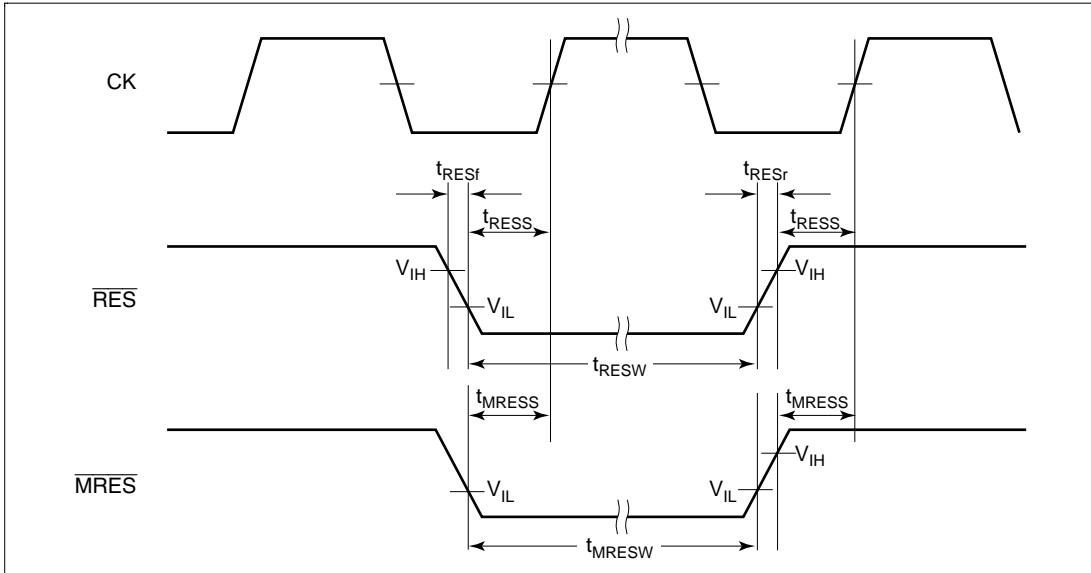 CK
tRESf
tRESr
tRESS
tRESS
VIH
VIH
RES
VIL
VIL
tRESW
tMRESS
tMRESS
VIH
MRES
VIL
VIL
tMRESW